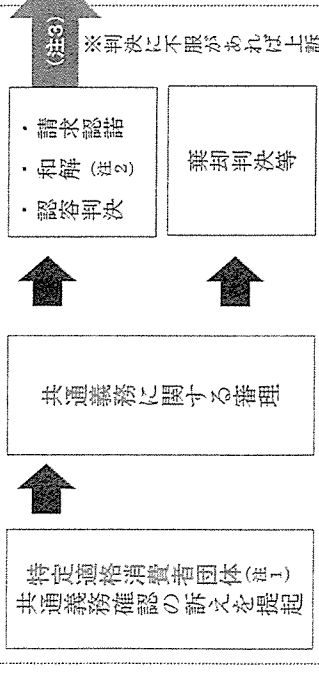 特定適格消費者団体(注1)
共通義務確認の訴えを提起
共通義務に関する審理
・請求認諾
・和解(注2)
・認容判決
棄却判決等
(注3)
※判決に不服があれば上訴